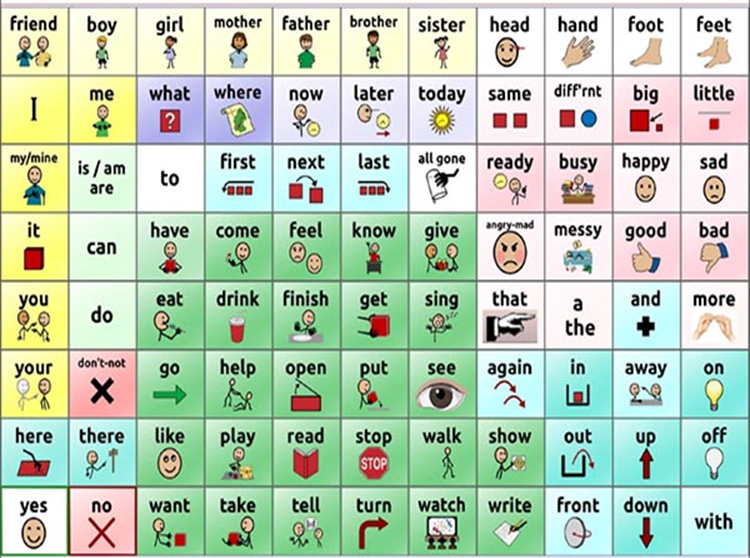 friend boy girl mother father brother sister head hand foot feet
I me what where now later today same diff'rnt big little
?
my/mine is / am to first next last all gone ready busy happy sad
are
it can have come feel know give angry-mad messy good bad
you do eat drink finish get sing that a and more
the
your don't-not go help open put see again in away on
here there like play read stop walk show out up off
STOP
yes no want take tell turn watch write front down with